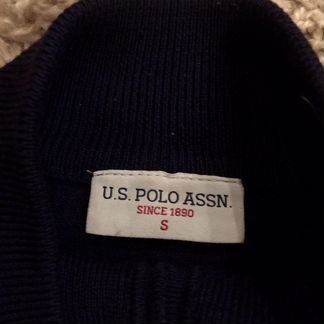 U.S. POLO ASSN.
SINCE 1890
S